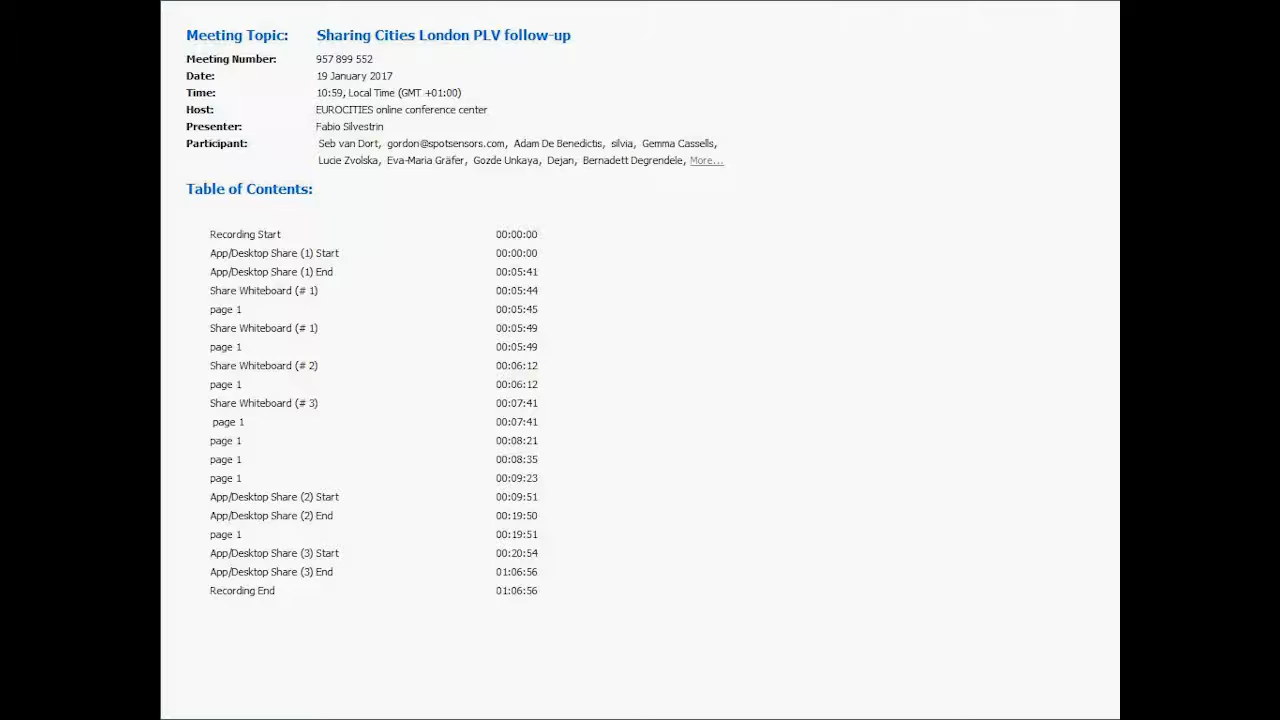 Meeting Topic: Sharing Cities London PLV follow-up
Meeting Number: 957 899 552
Date: 19 January 2017
Time: 10:59, Local Time (GMT +01:00)
Host: EUROCITIES online conference center
Presenter: Fabio Silvestrin
Participant: Seb van Dort, gordon@spotsensors.com, Adam De Benedictis, silvia, Gemma Cassells,
Lucie Zvolska, Eva-Maria Gräfer, Gozde Unkaya, Dejan, Bernadett Degrendele, More...
Table of Contents:
Recording Start 00:00:00
App/Desktop Share (1) Start 00:00:00
App/Desktop Share (1) End 00:05:41
Share Whiteboard (# 1) 00:05:44
page 1 00:05:45
Share Whiteboard (# 1) 00:05:49
page 1 00:05:49
Share Whiteboard (# 2) 00:06:12
page 1 00:06:12
Share Whiteboard (# 3) 00:07:41
page 1 00:07:41
page 1 00:08:21
page 1 00:08:35
page 1 00:09:23
App/Desktop Share (2) Start 00:09:51
App/Desktop Share (2) End 00:19:50
page 1 00:19:51
App/Desktop Share (3) Start 00:20:54
App/Desktop Share (3) End 01:06:56
Recording End 01:06:56